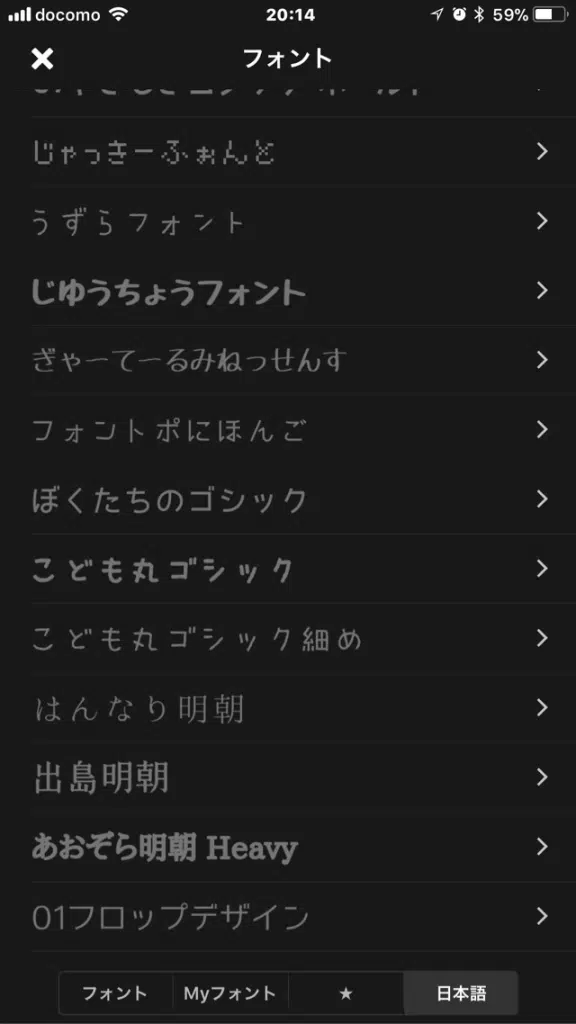 docomo 20:14 59%
フォント
じゃっきーふぉんと
うずらフォント
じゆうちょうフォント
ぎゃーてーるみねっせんす
フォントポにほんご
ぼくたちのゴシック
こども丸ゴシック
こども丸ゴシック細め
はんなり明朝
出島明朝
あおぞら明朝 Heavy
01フロップデザイン
フォント Myフォント ★ 日本語